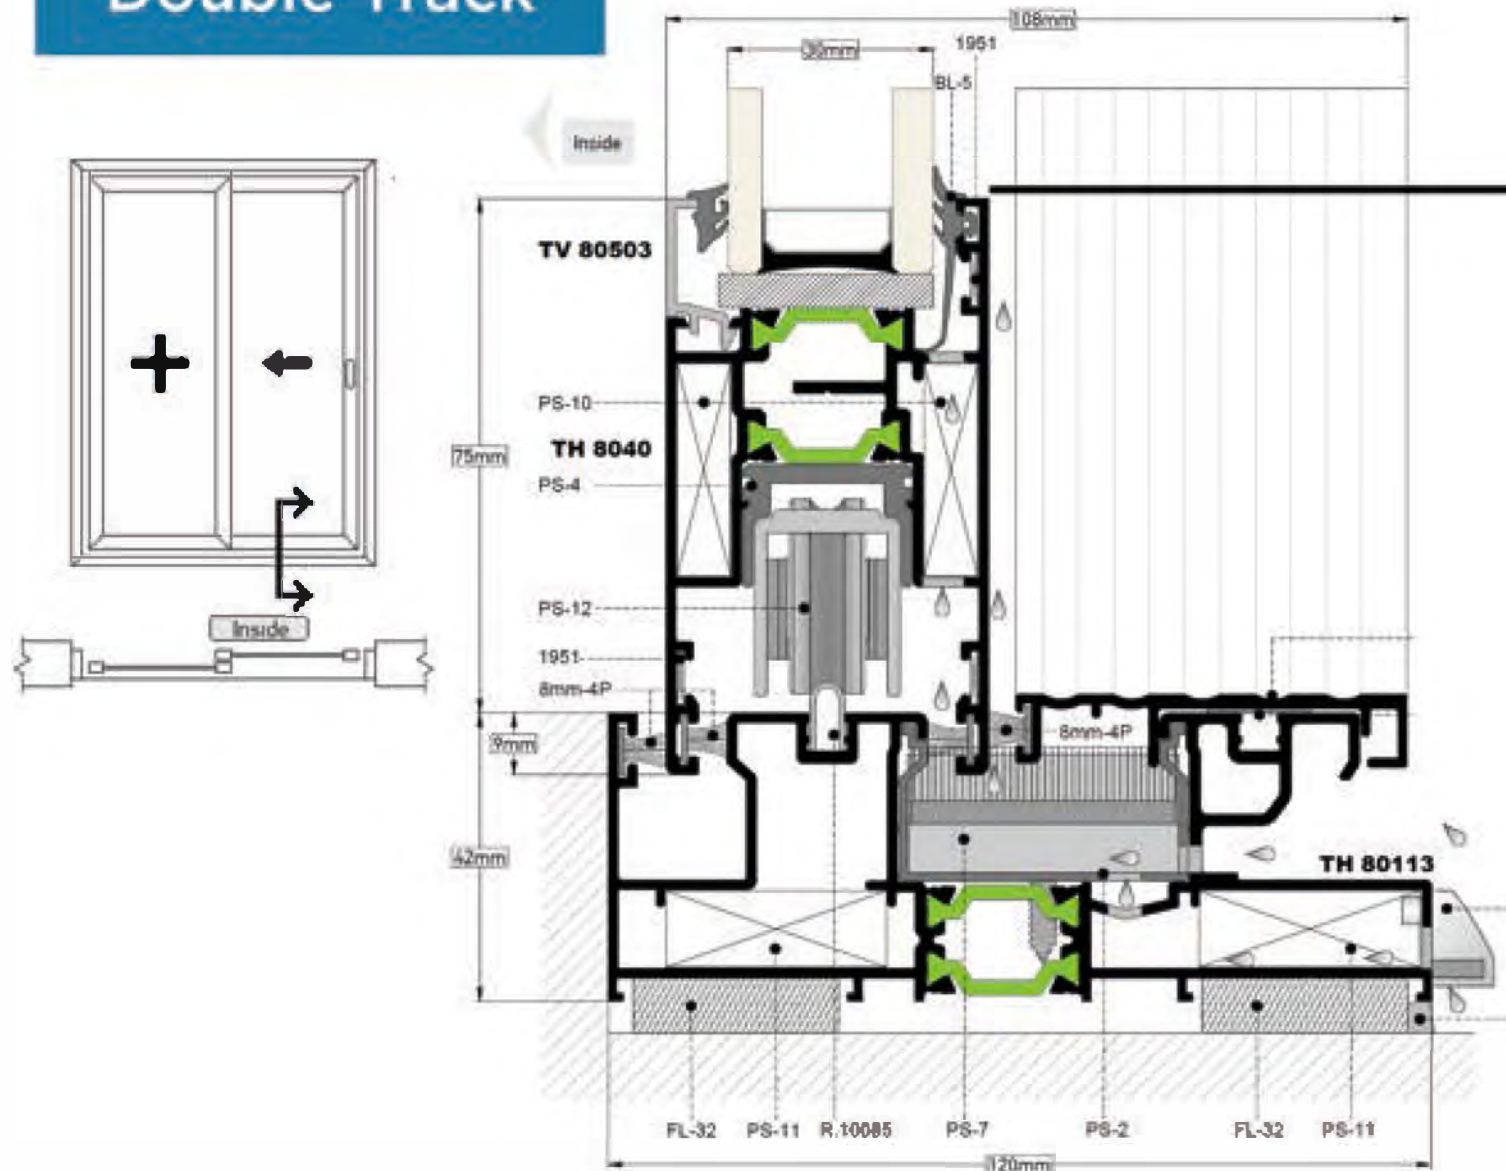 Double Track
108mm
1951
BL-5
Inside
TV 80503
PS-10
TH 8040
75mm
PS-4
PS-12
Inside
1951
8mm-4P
9mm
8mm-4P
42mm
TH 80113
FL-32
PS-11
R.10085
PS-7
PS-2
FL-32
PS-11
120mm